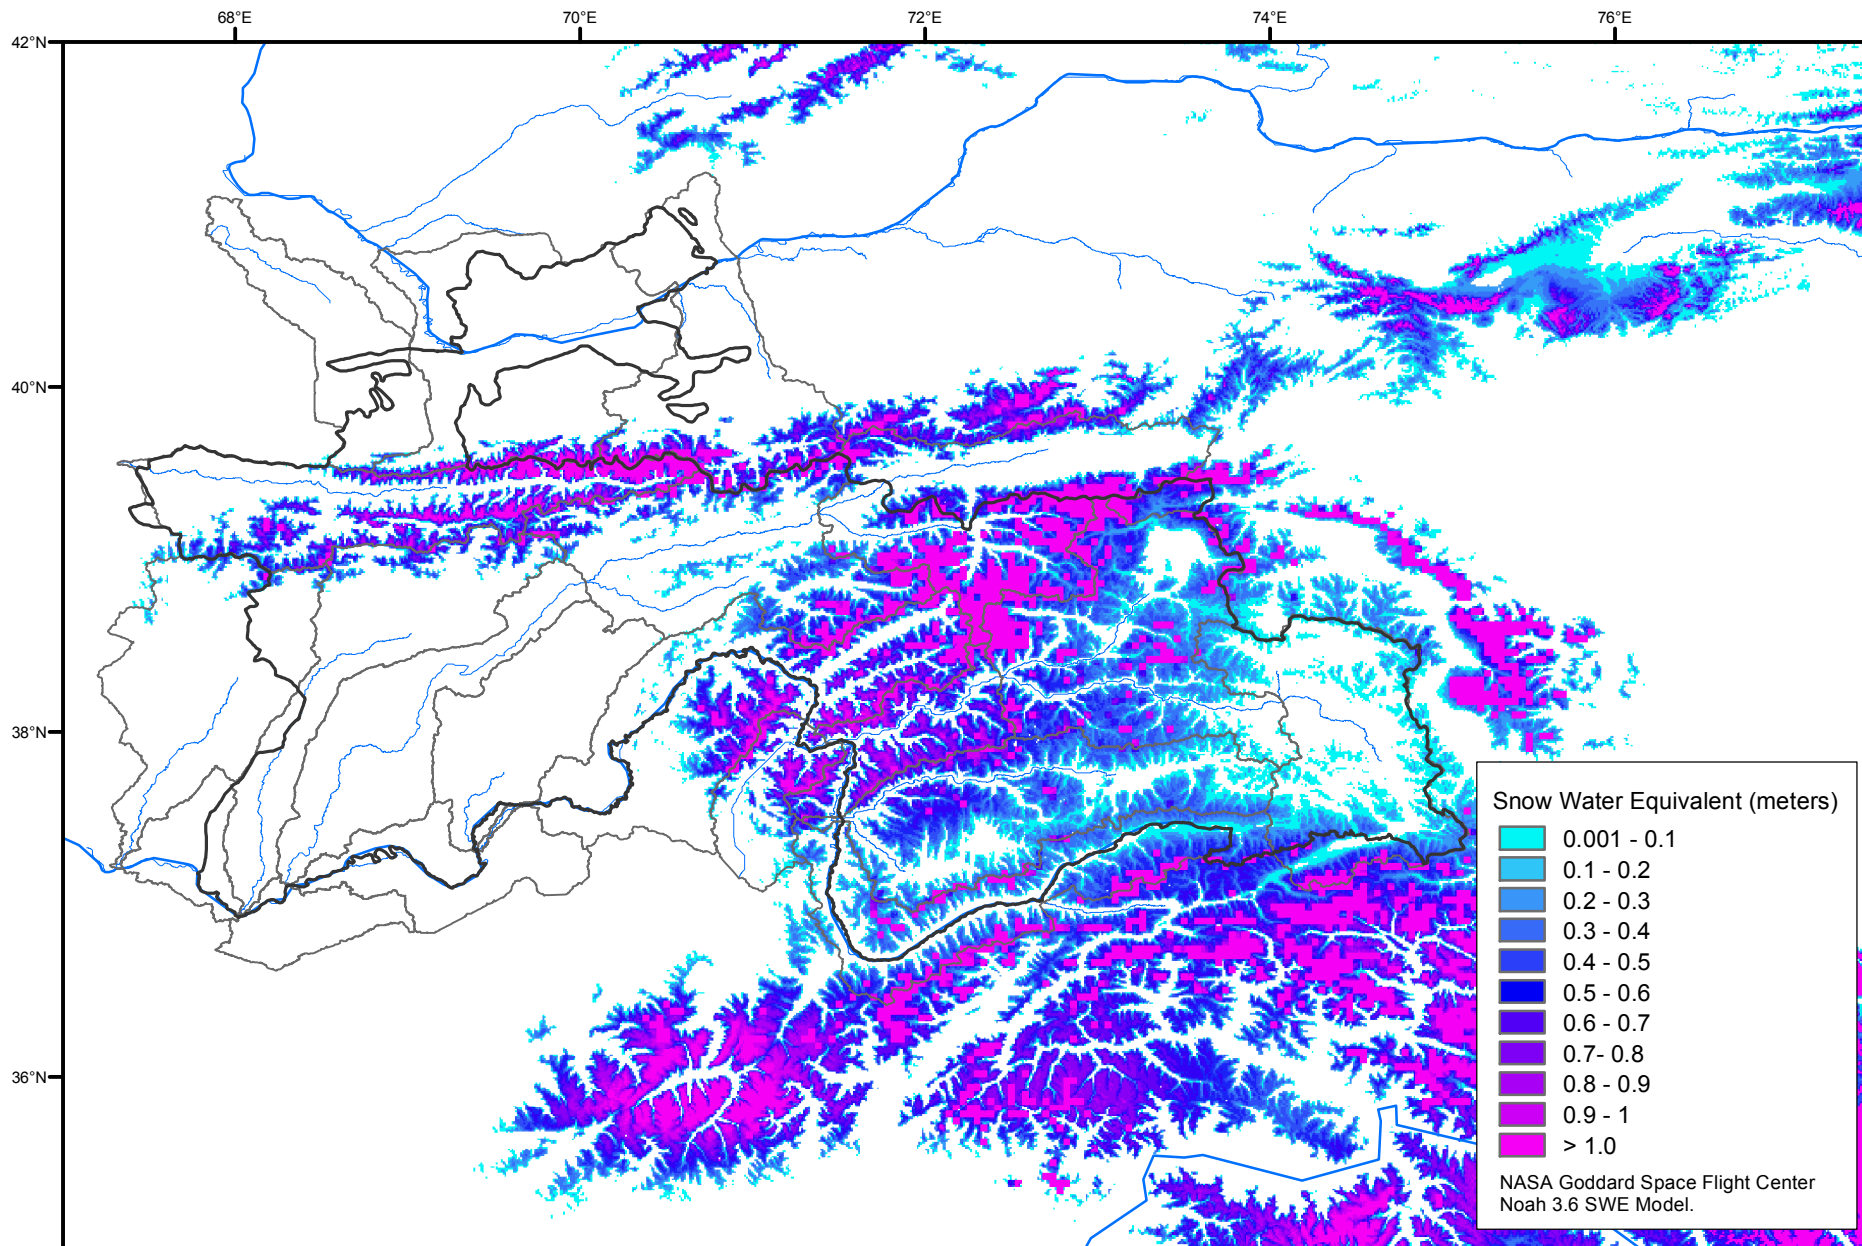 68°E 70°E 72°E 74°E 76°E
42°N
40°N
38°N
36°N
Snow Water Equivalent (meters)
0.001 - 0.1
0.1 - 0.2
0.2 - 0.3
0.3 - 0.4
0.4 - 0.5
0.5 - 0.6
0.6 - 0.7
0.7- 0.8
0.8 - 0.9
0.9 - 1
> 1.0
NASA Goddard Space Flight Center
Noah 3.6 SWE Model.